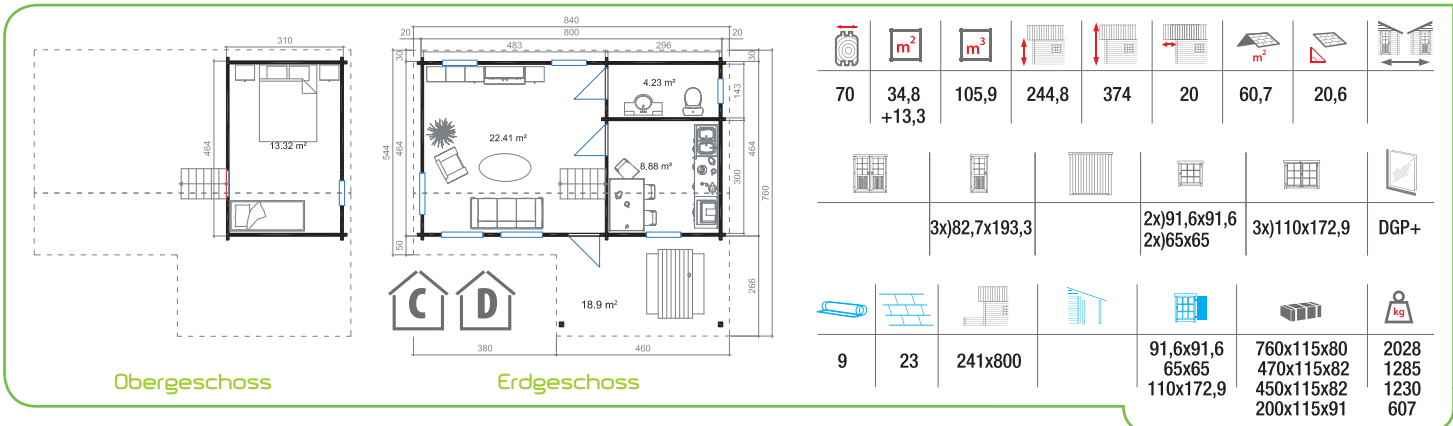 310
464
13.32 m²
Obergeschoss
840
20
800
20
483
296
30
30
4.23 m²
143
22.41 m²
544
464
8.88 m²
464
300
760
50
C
D
18.9 m²
266
380
460
Erdgeschoss
m²
m³
m²
70
34,8
+13,3
105,9
244,8
374
20
60,7
20,6
3x)82,7x193,3
2x)91,6x91,6
2x)65x65
3x)110x172,9
DGP+
kg
9
23
241x800
91,6x91,6
65x65
110x172,9
760x115x80
470x115x82
450x115x82
200x115x91
2028
1285
1230
607